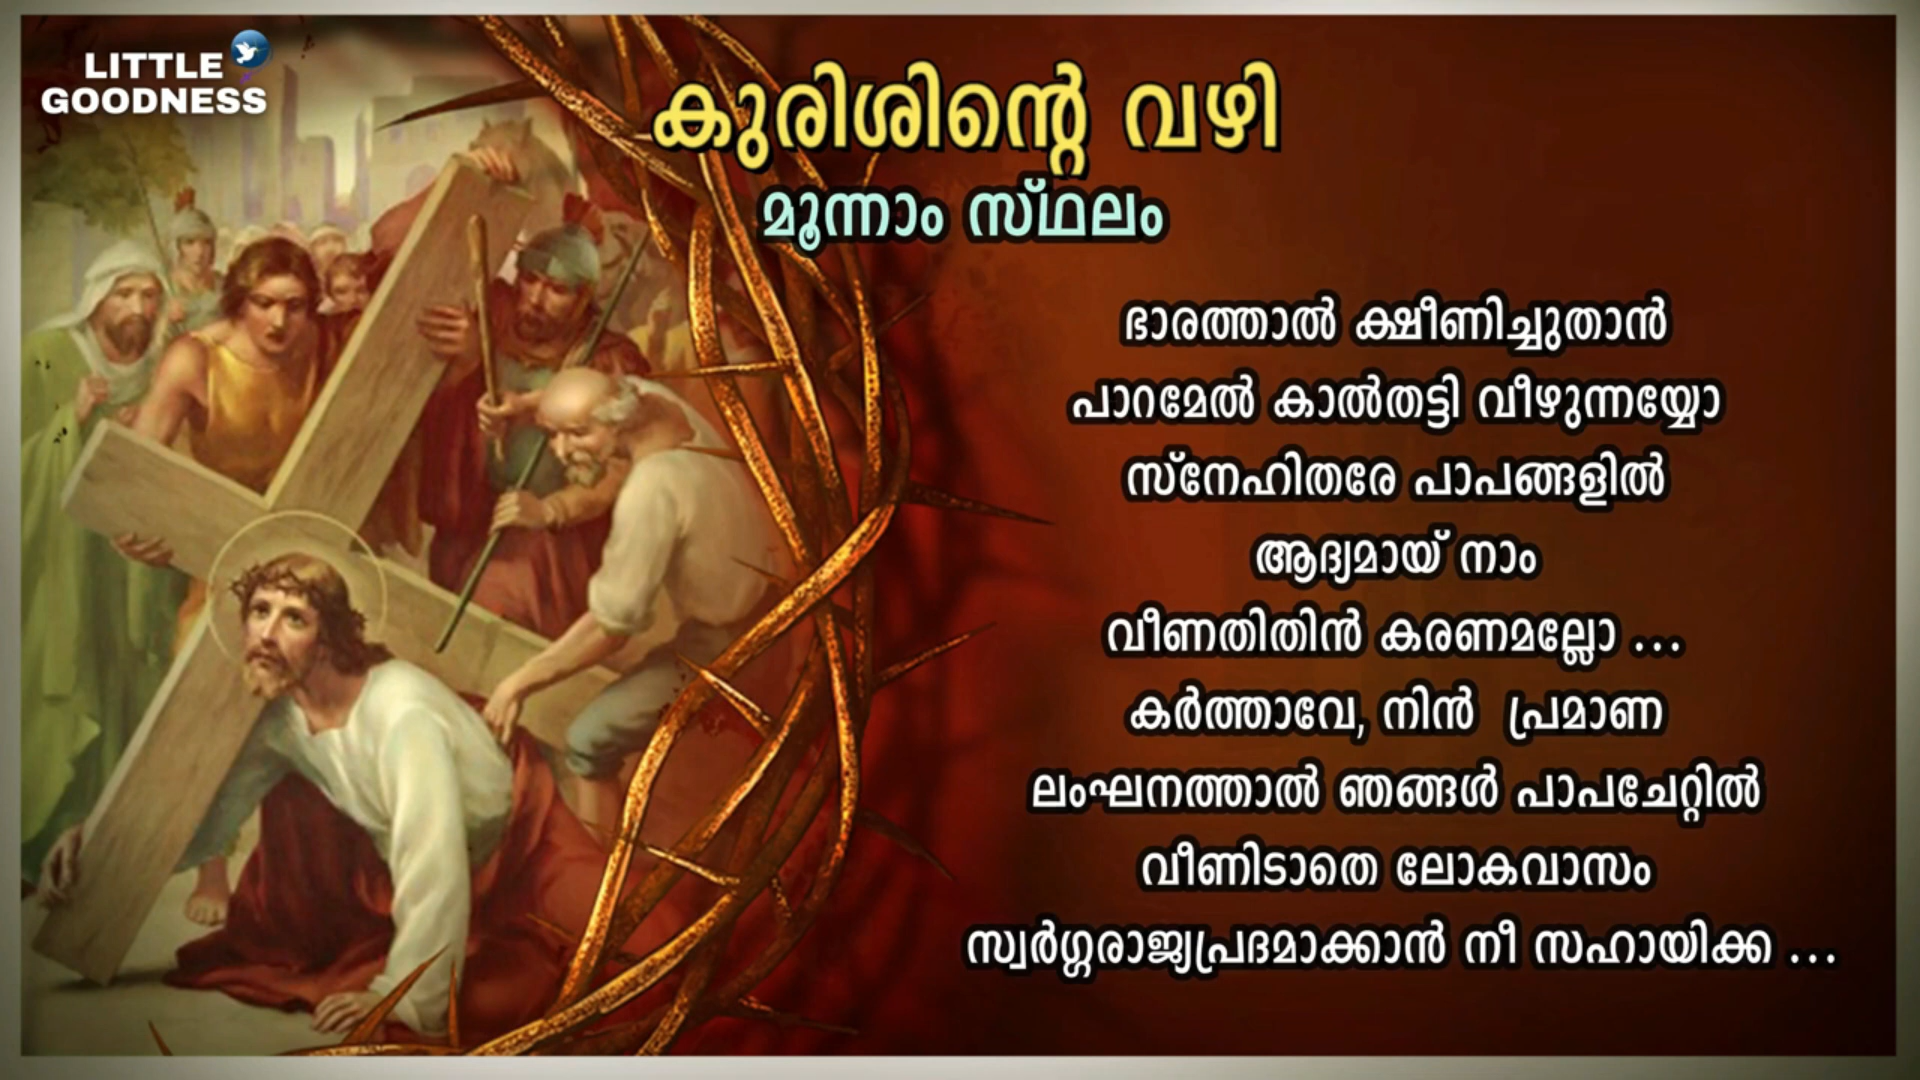 LITTLE
GOODNESS
കുരിശിന്റെ വഴി
മൂന്നാം സ്ഥലം
ഭാരത്താൽ ക്ഷീണിച്ചുതാൻ
പാറമേൽ കാൽതട്ടി വീഴുന്നയ്യോ
സ്നേഹിതരേ പാപങ്ങളിൽ
ആദ്യമായ് നാം
വീണതിതിൻ കരണമല്ലോ ...
കർത്താവേ, നിൻ പ്രമാണ
ലംഘനത്താൽ ഞങ്ങൾ പാപചേറ്റിൽ
വീണിടാതെ ലോകവാസം
സ്വർഗ്ഗരാജ്യപ്രദമാക്കാൻ നീ സഹായിക്ക ...